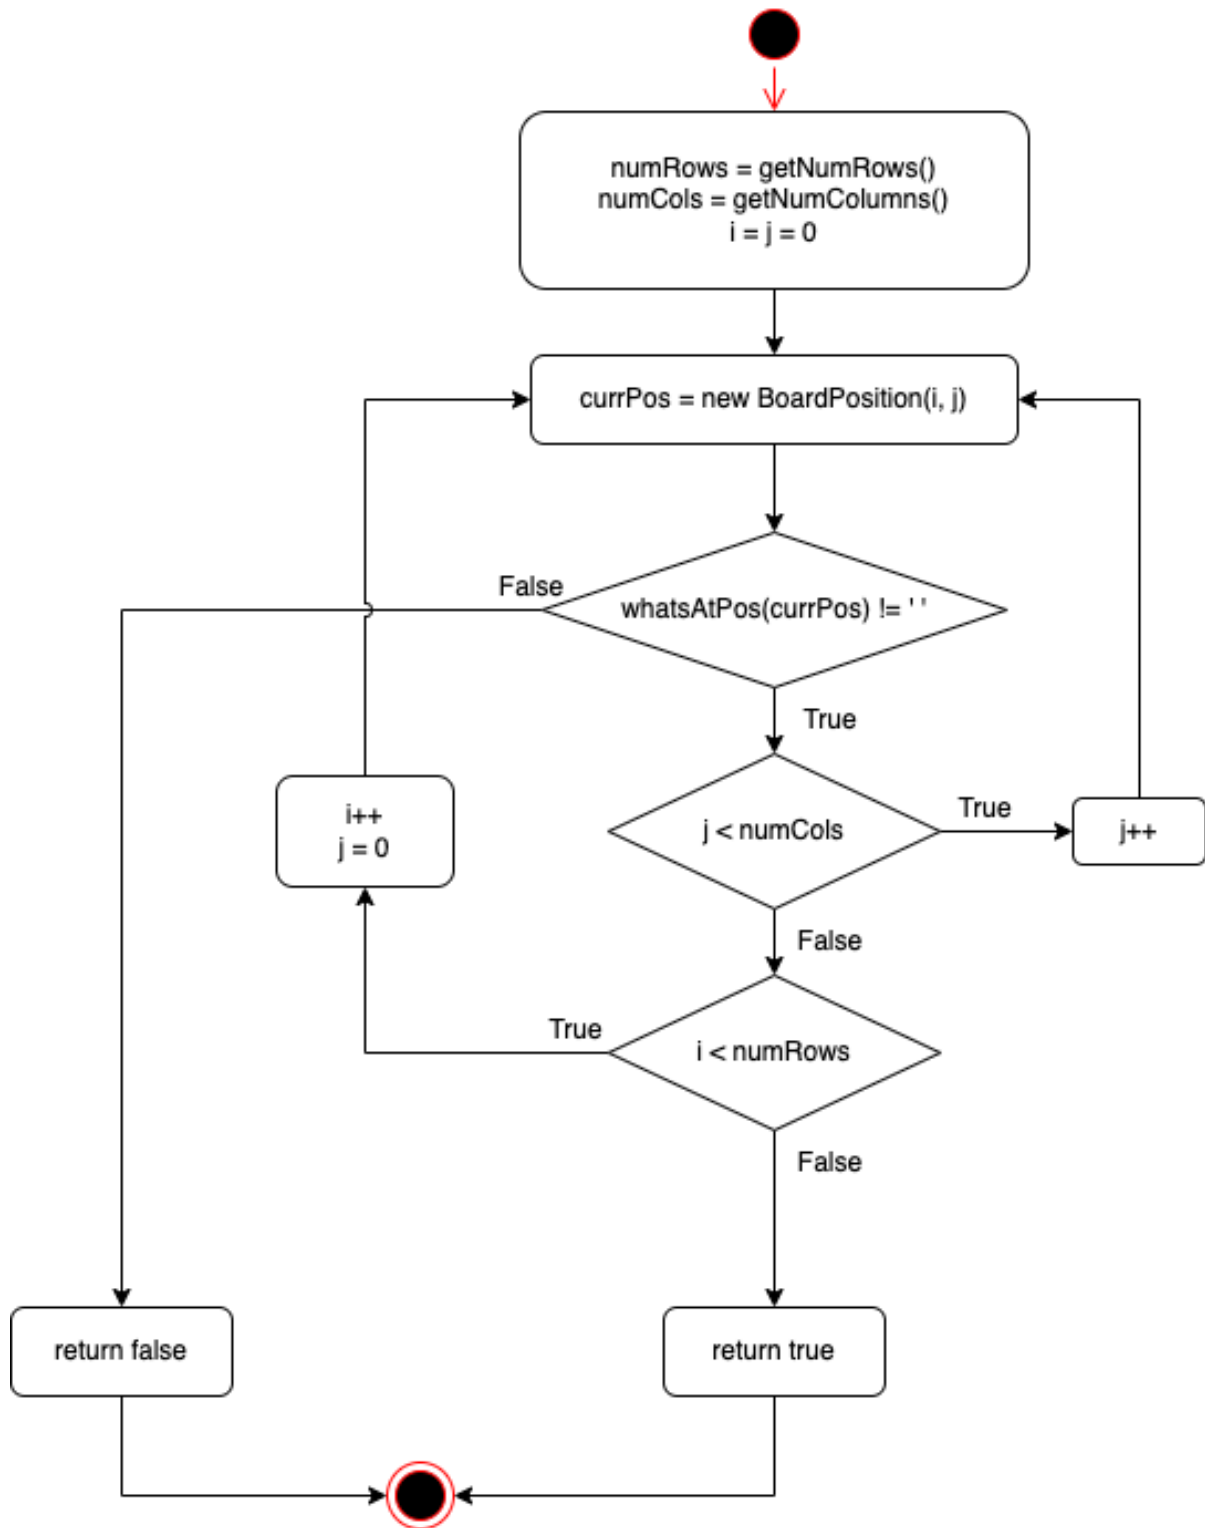 numRows = getNumRows()
numCols = getNumColumns()
i = j = 0
currPos = new BoardPosition(i, j)
False
whatsAtPos(currPos) != ' '
True
i++
j = 0
j < numCols
True
j++
False
True
i < numRows
False
return false
return true